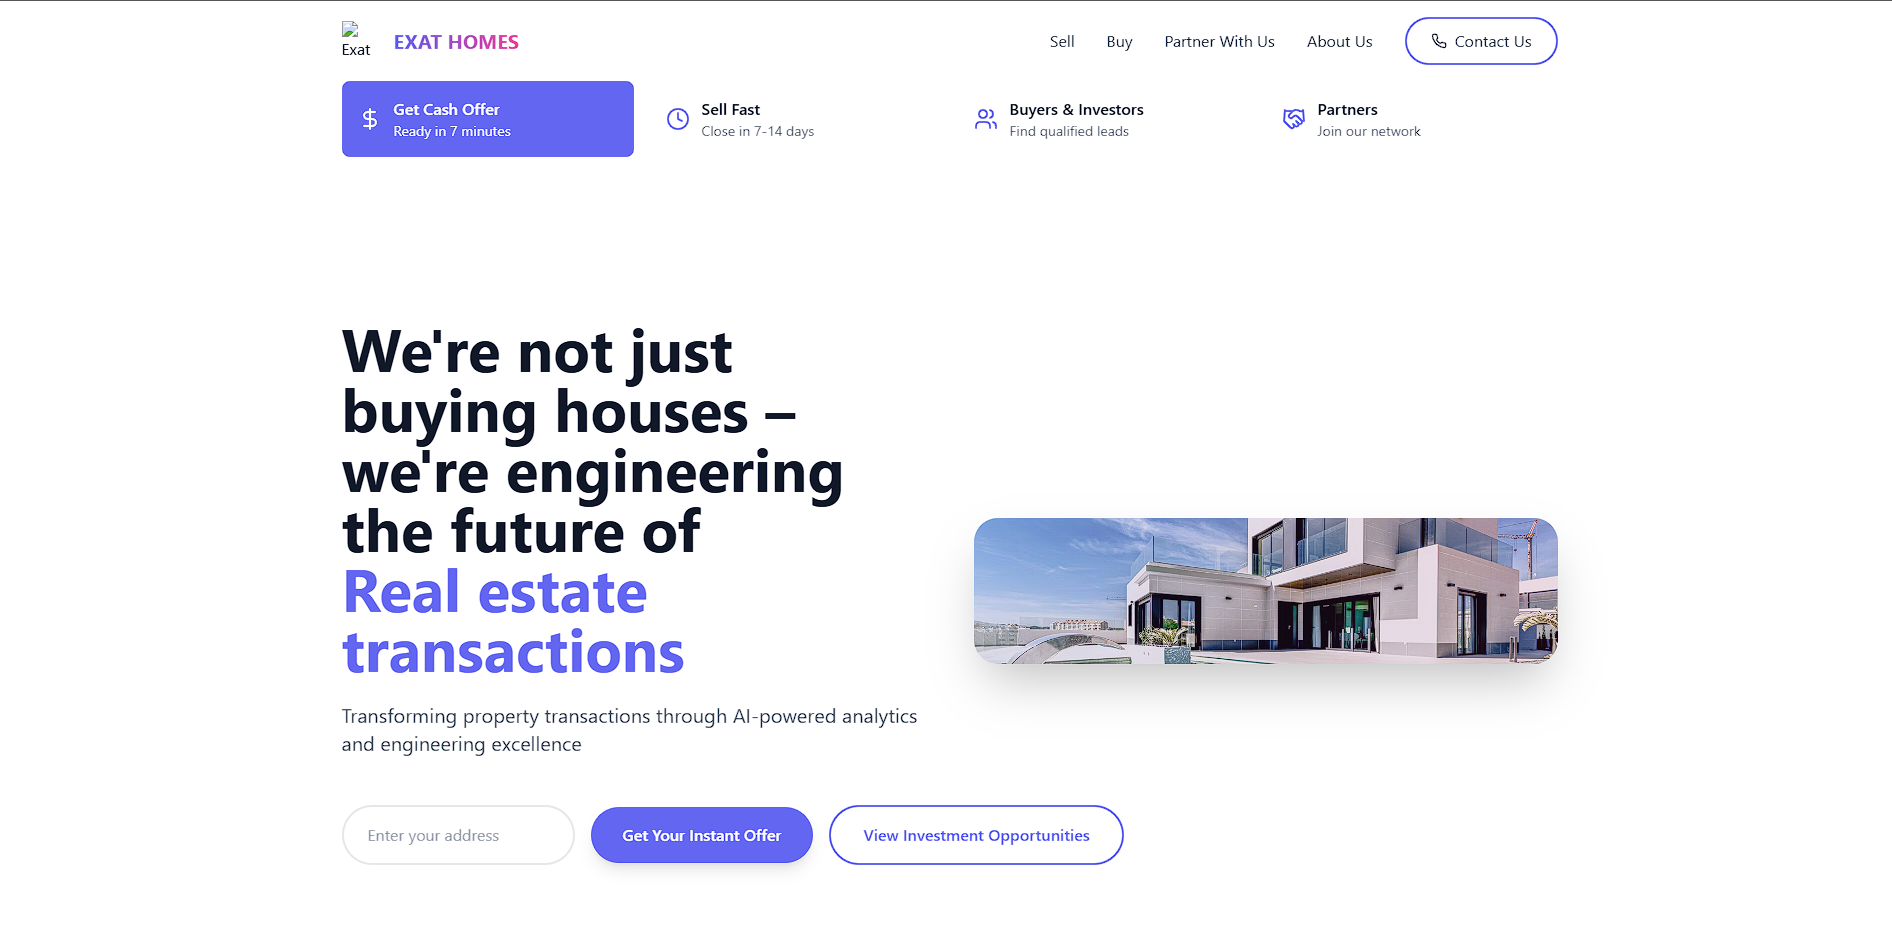 Exat
EXAT HOMES
Sell
Buy
Partner With Us
About Us
Contact Us
Get Cash Offer
Ready in 7 minutes
Sell Fast
Close in 7-14 days
Buyers & Investors
Find qualified leads
Partners
Join our network
We're not just
buying houses –
we're engineering
the future of
Real estate
transactions
Transforming property transactions through AI-powered analytics
and engineering excellence
Enter your address
Get Your Instant Offer
View Investment Opportunities